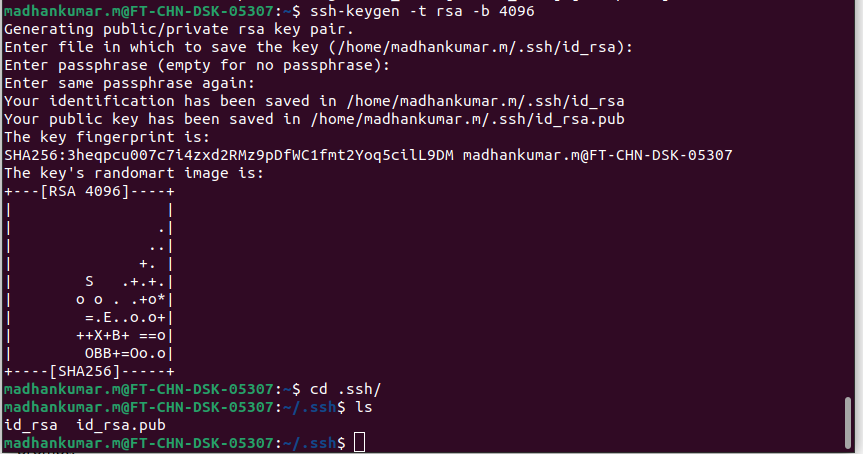 madhankumar.m@FT-CHN-DSK-05307:~$ ssh-keygen -t rsa -b 4096
Generating public/private rsa key pair.
Enter file in which to save the key (/home/madhankumar.m/.ssh/id_rsa):
Enter passphrase (empty for no passphrase):
Enter same passphrase again:
Your identification has been saved in /home/madhankumar.m/.ssh/id_rsa
Your public key has been saved in /home/madhankumar.m/.ssh/id_rsa.pub
The key fingerprint is:
SHA256:3heqpcu007c7i4zxd2RMz9pDfWC1fmt2Yoq5cilL9DM madhankumar.m@FT-CHN-DSK-05307
The key's randomart image is:
+---[RSA 4096]----+
|                 |
|                .|
|               ..|
|              +. |
|        S   .+.+.|
|       o o . .+o*|
|        =.E..o.o+|
|       ++X+B+ ==o|
|        OBB+=Oo.o|
+----[SHA256]-----+
madhankumar.m@FT-CHN-DSK-05307:~$ cd .ssh/
madhankumar.m@FT-CHN-DSK-05307:~/.ssh$ ls
id_rsa  id_rsa.pub
madhankumar.m@FT-CHN-DSK-05307:~/.ssh$